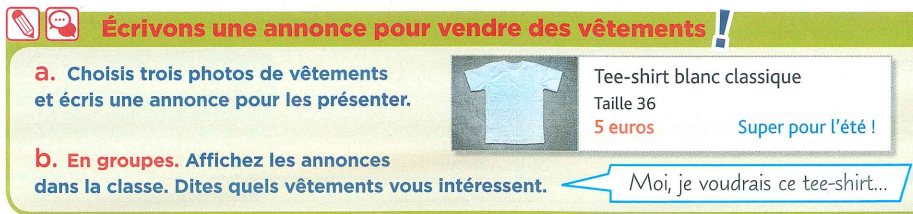 Écrivons une annonce pour vendre des vêtements !
a. Choisis trois photos de vêtements
et écris une annonce pour les présenter.
Tee-shirt blanc classique
Taille 36
5 euros Super pour l'été !
b. En groupes. Affichez les annonces
dans la classe. Dites quels vêtements vous intéressent.
Moi, je voudrais ce tee-shirt...